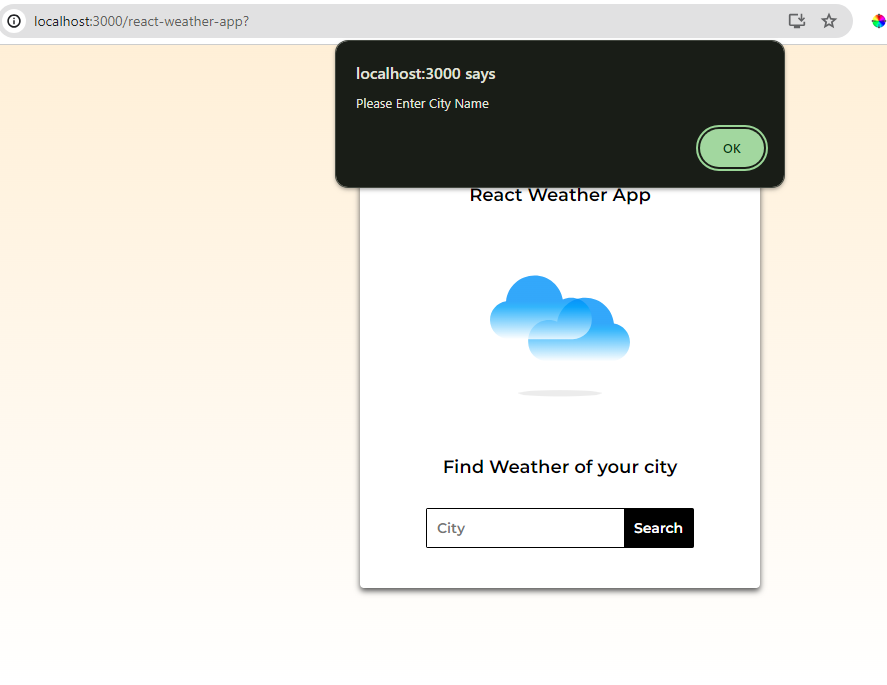 localhost:3000/react-weather-app?
localhost:3000 says
Please Enter City Name
OK
React Weather App
Find Weather of your city
City
Search